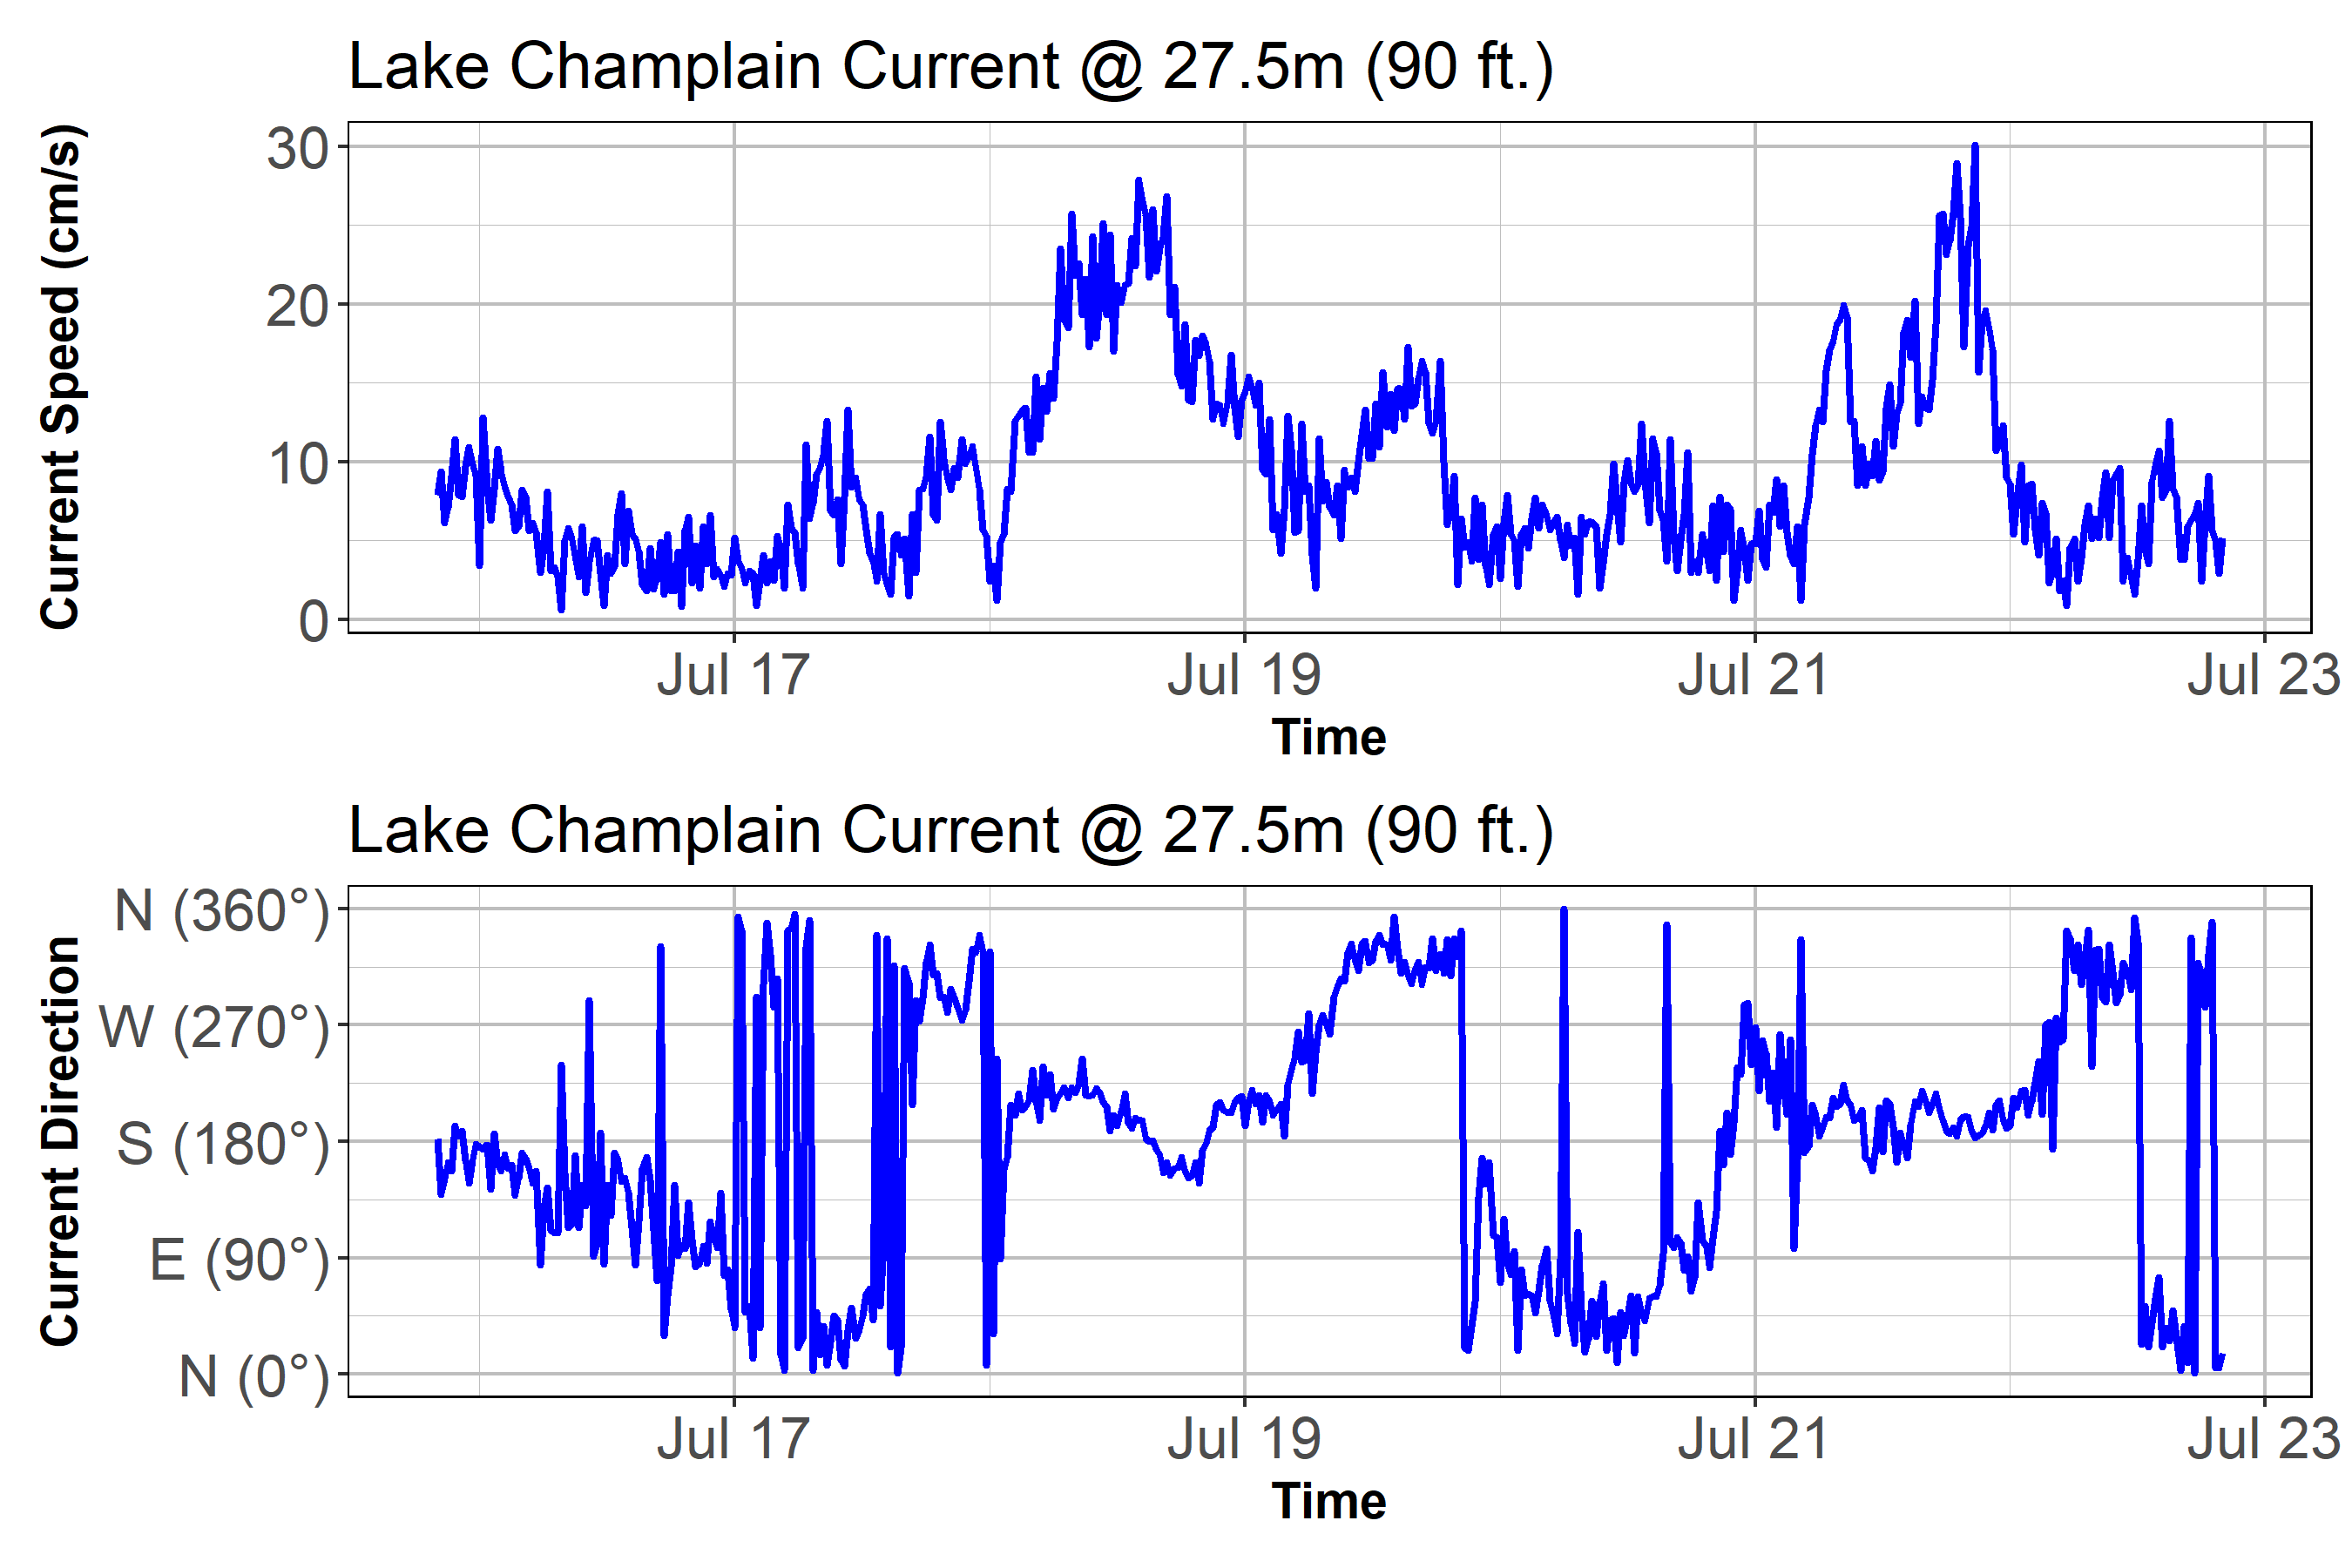 Lake Champlain Current @ 27.5m (90 ft.)
Current Speed (cm/s)
30
20
10
0
Jul 17 Jul 19 Jul 21 Jul 23
Time
Lake Champlain Current @ 27.5m (90 ft.)
Current Direction
N (360°)
W (270°)
S (180°)
E (90°)
N (0°)
Jul 17 Jul 19 Jul 21 Jul 23
Time